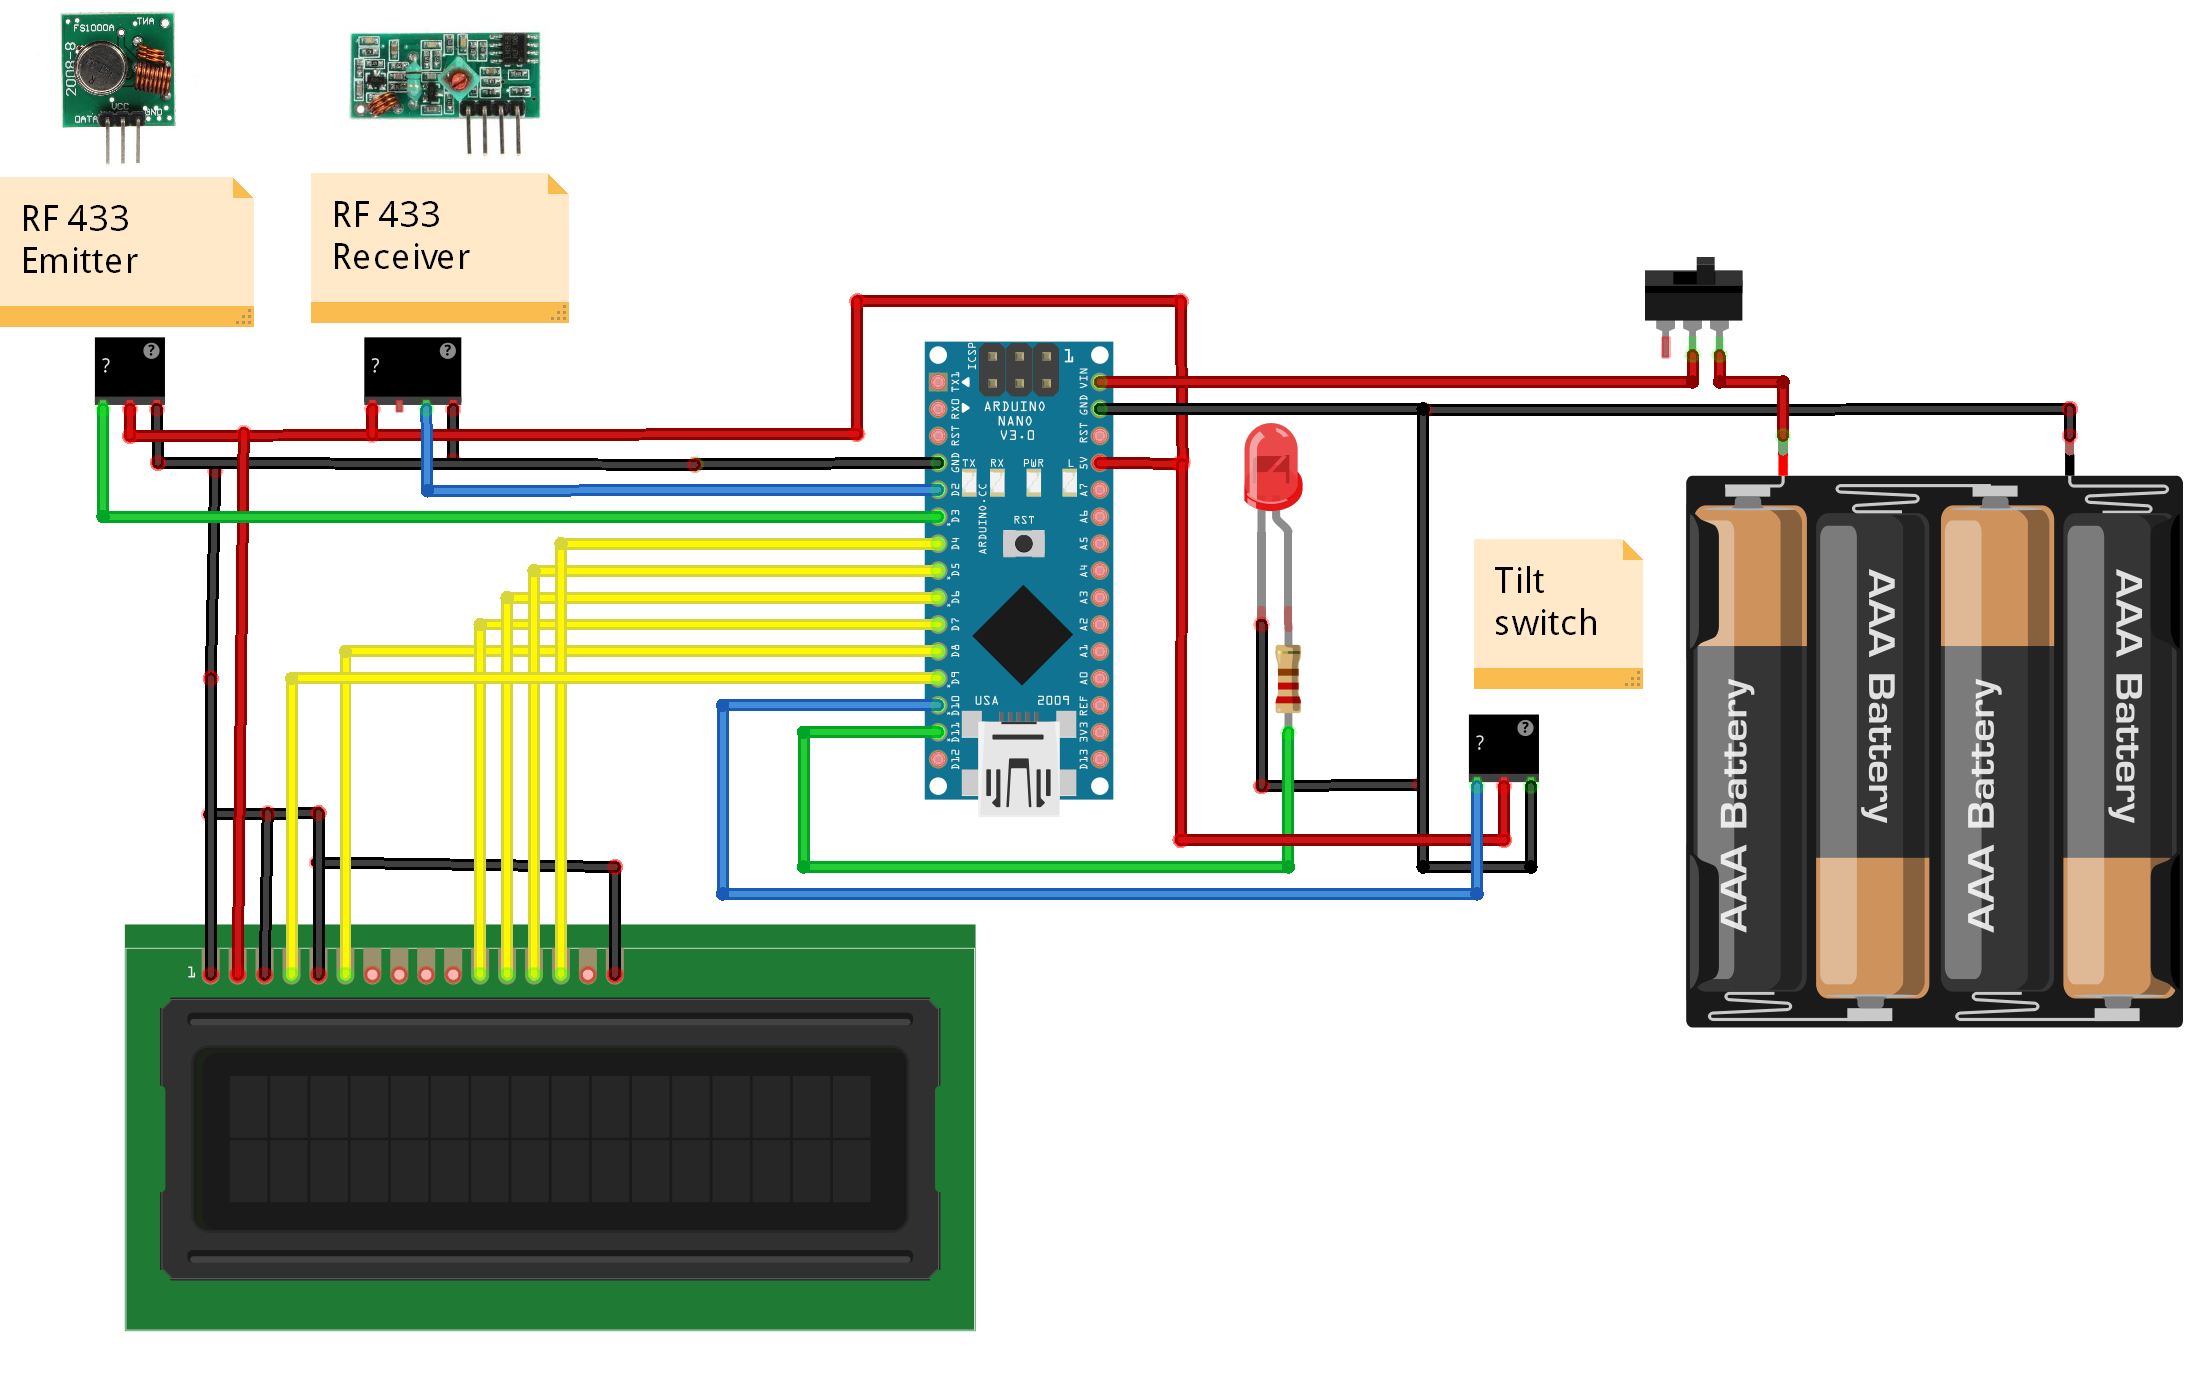 FS1000A
ANT
2008-8
VCC
DATA
GND
RF 433
Emitter
RF 433
Receiver
?
?
?
?
ICSP
1
TX1
RX0
RST
GND
D2
D3
D4
D5
D6
D7
D8
D9
D10
D11
D12
VIN
GND
RST
5V
A7
A6
A5
A4
A3
A2
A1
A0
REF
3V3
D13
ARDUINO
NANO
V3.0
TX
RX
PWR
L
ARDUINO.CC
RST
USA
2009
Tilt
switch
?
?
AAA Battery
AAA Battery
AAA Battery
AAA Battery
1